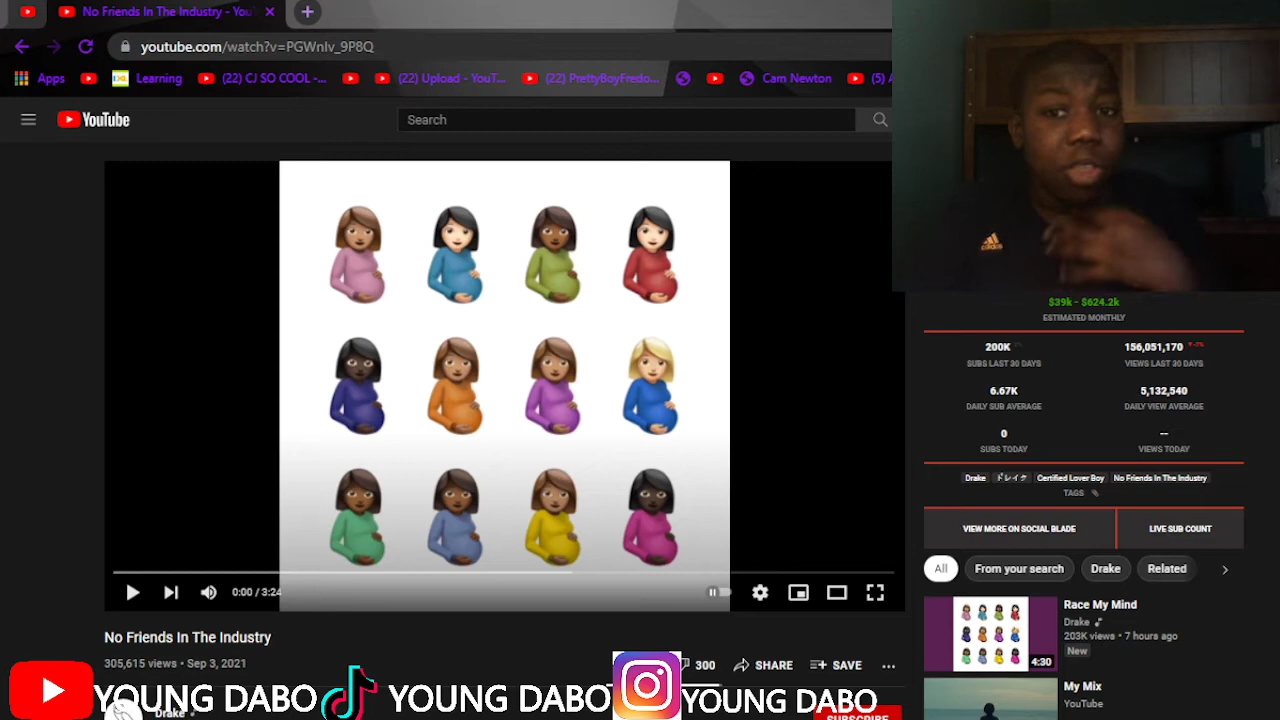 No Friends In The Industry - You
youtube.com/watch?v=PGWnlv_9P8Q
Apps
Learning
(22) CJ SO COOL -...
(22) Upload - YouT...
(22) PrettyBoyFredo...
Cam Newton
(5) A
YouTube
Search
adidas
$39k - $624.2k
ESTIMATED MONTHLY
200K
156,051,170
SUBS LAST 30 DAYS
VIEWS LAST 30 DAYS
6.67K
5,132,540
DAILY SUB AVERAGE
DAILY VIEW AVERAGE
0
--
SUBS TODAY
VIEWS TODAY
Drake ドレイク Certified Lover Boy No Friends In The Industry
TAGS
VIEW MORE ON SOCIAL BLADE
LIVE SUB COUNT
All
From your search
Drake
Related
0:00 / 3:24
Race My Mind
Drake
203K views • 7 hours ago
New
4:30
My Mix
YouTube
No Friends In The Industry
305,615 views • Sep 3, 2021
300
SHARE
SAVE
YOUNG DABO
YOUNG DABO
YOUNG DABO
Drake
SUBSCRIBE